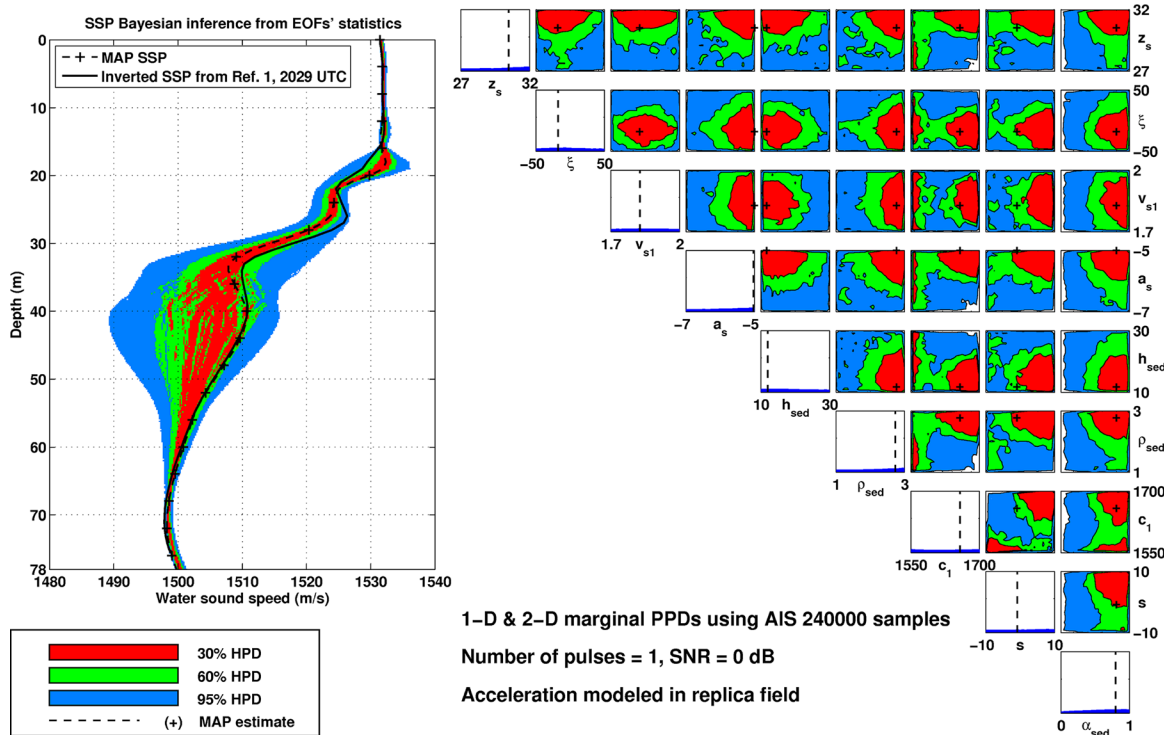 SSP Bayesian inference from EOFs' statistics
MAP SSP
Inverted SSP from Ref. 1, 2029 UTC
0
10
20
30
40
50
60
70
78
Depth (m)
1480 1490 1500 1510 1520 1530 1540
Water sound speed (m/s)
30% HPD
60% HPD
95% HPD
(+) MAP estimate
32
z_s
27
27 z_s 32
50
ξ
−50
−50 ξ 50
2
v_s1
1.7
1.7 v_s1 2
−5
a_s
−7
−7 a_s −5
30
h_sed
10
10 h_sed 30
3
ρ_sed
1
1 ρ_sed 3
1700
c_1
1550
1550 c_1 1700
10
s
−10
−10 s 10
0 α_sed 1
1−D & 2−D marginal PPDs using AIS 240000 samples
Number of pulses = 1, SNR = 0 dB
Acceleration modeled in replica field